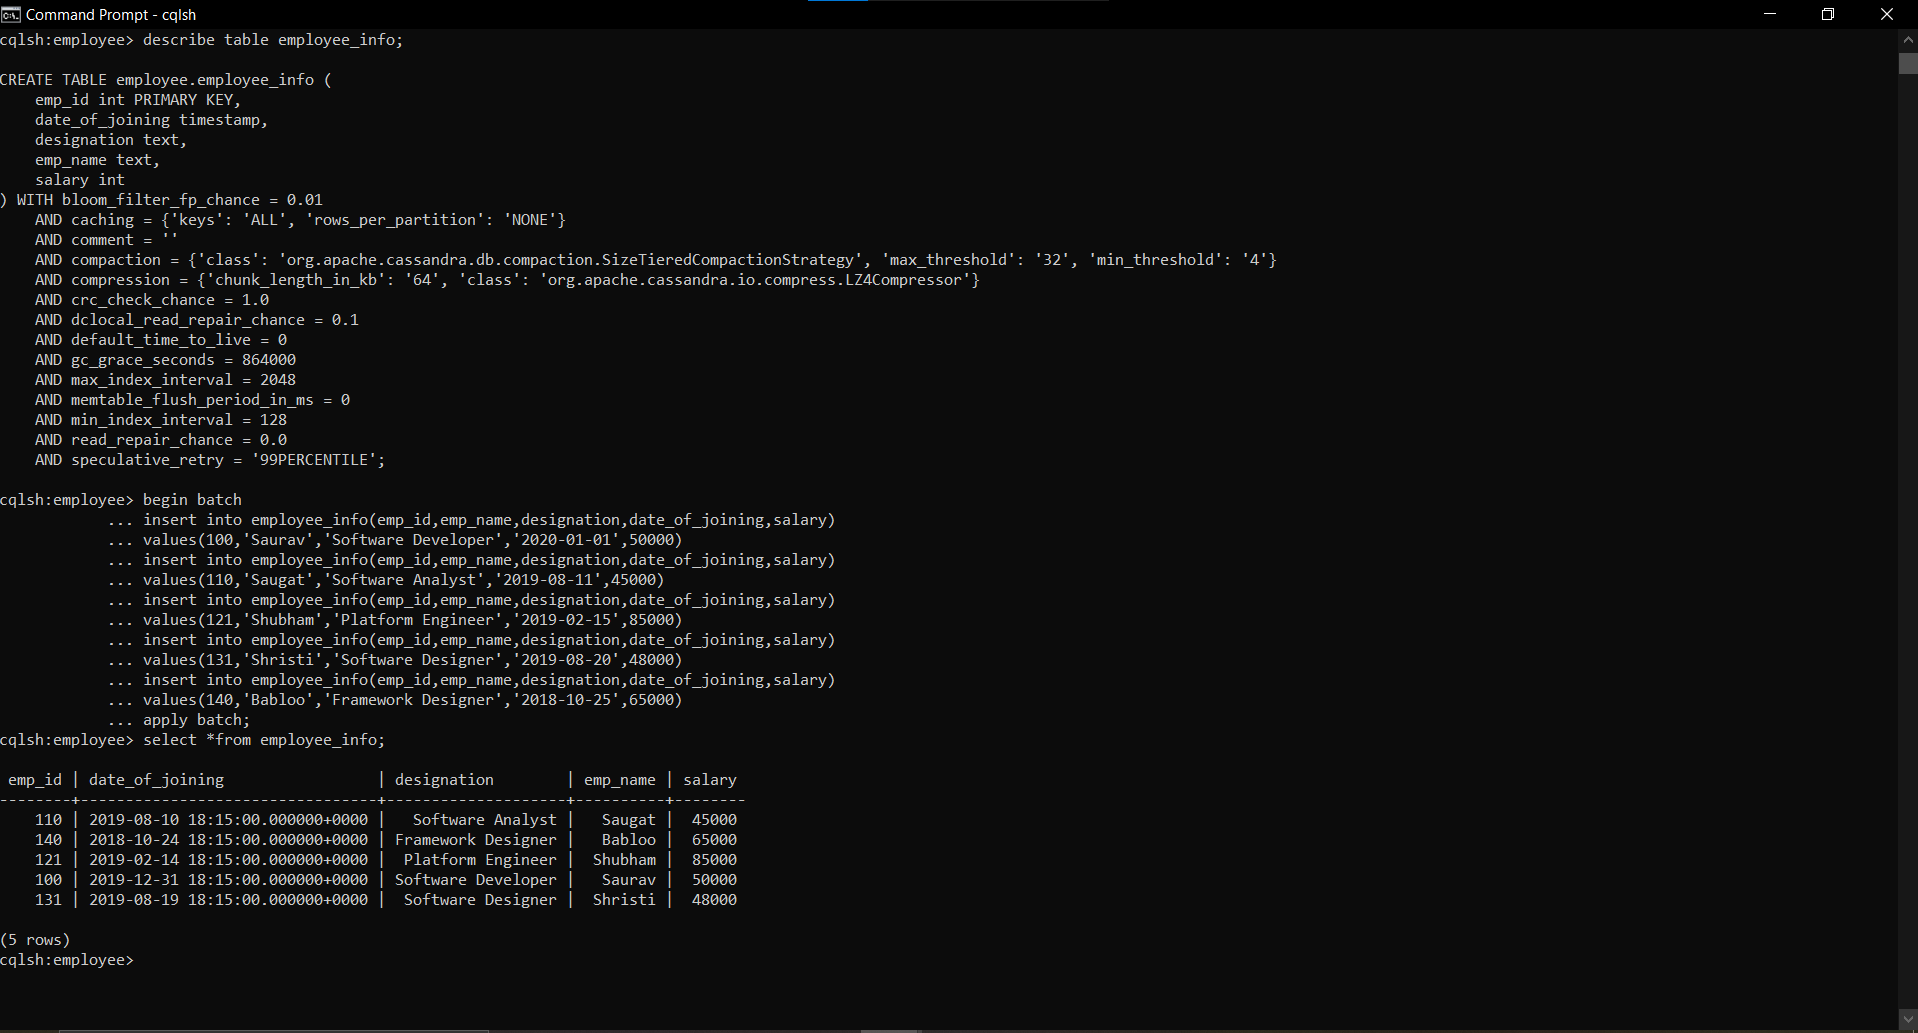 Command Prompt - cqlsh
cqlsh:employee> describe table employee_info;
CREATE TABLE employee.employee_info (
    emp_id int PRIMARY KEY,
    date_of_joining timestamp,
    designation text,
    emp_name text,
    salary int
) WITH bloom_filter_fp_chance = 0.01
    AND caching = {'keys': 'ALL', 'rows_per_partition': 'NONE'}
    AND comment = ''
    AND compaction = {'class': 'org.apache.cassandra.db.compaction.SizeTieredCompactionStrategy', 'max_threshold': '32', 'min_threshold': '4'}
    AND compression = {'chunk_length_in_kb': '64', 'class': 'org.apache.cassandra.io.compress.LZ4Compressor'}
    AND crc_check_chance = 1.0
    AND dclocal_read_repair_chance = 0.1
    AND default_time_to_live = 0
    AND gc_grace_seconds = 864000
    AND max_index_interval = 2048
    AND memtable_flush_period_in_ms = 0
    AND min_index_interval = 128
    AND read_repair_chance = 0.0
    AND speculative_retry = '99PERCENTILE';
cqlsh:employee> begin batch
            ... insert into employee_info(emp_id,emp_name,designation,date_of_joining,salary)
            ... values(100,'Saurav','Software Developer','2020-01-01',50000)
            ... insert into employee_info(emp_id,emp_name,designation,date_of_joining,salary)
            ... values(110,'Saugat','Software Analyst','2019-08-11',45000)
            ... insert into employee_info(emp_id,emp_name,designation,date_of_joining,salary)
            ... values(121,'Shubham','Platform Engineer','2019-02-15',85000)
            ... insert into employee_info(emp_id,emp_name,designation,date_of_joining,salary)
            ... values(131,'Shristi','Software Designer','2019-08-20',48000)
            ... insert into employee_info(emp_id,emp_name,designation,date_of_joining,salary)
            ... values(140,'Babloo','Framework Designer','2018-10-25',65000)
            ... apply batch;
cqlsh:employee> select *from employee_info;
 emp_id | date_of_joining                 | designation        | emp_name | salary
--------+---------------------------------+--------------------+----------+--------
    110 | 2019-08-10 18:15:00.000000+0000 |   Software Analyst |   Saugat |  45000
    140 | 2018-10-24 18:15:00.000000+0000 | Framework Designer |   Babloo |  65000
    121 | 2019-02-14 18:15:00.000000+0000 |  Platform Engineer |  Shubham |  85000
    100 | 2019-12-31 18:15:00.000000+0000 | Software Developer |   Saurav |  50000
    131 | 2019-08-19 18:15:00.000000+0000 |  Software Designer |  Shristi |  48000
(5 rows)
cqlsh:employee>